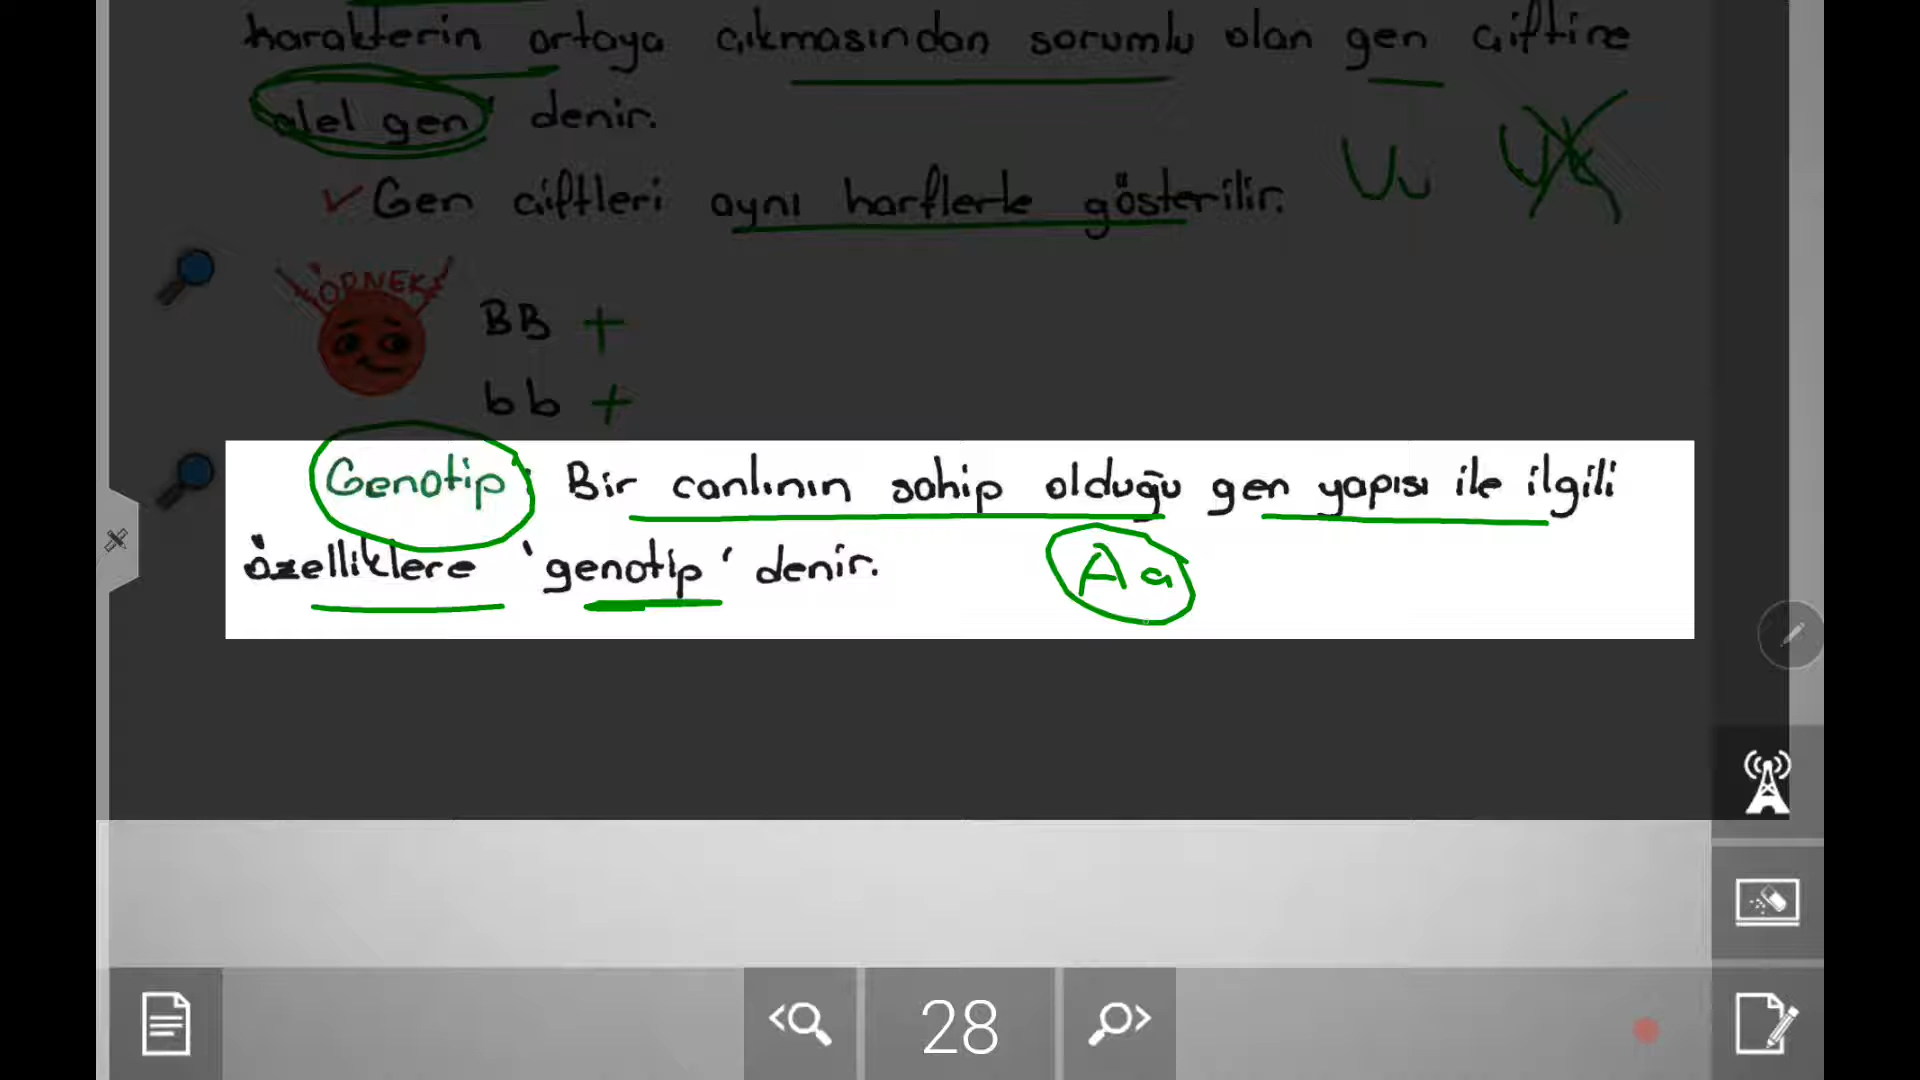 harakterin ortaya çıkmasından sorumlu olan gen çiftine
alel gen denir.
Gen çiftleri aynı harflerle gösterilir. Uu
ÖRNEK
BB +
bb +
Genotip: Bir canlının sahip olduğu gen yapısı ile ilgili
özelliklere 'genotip' denir. Aa
28